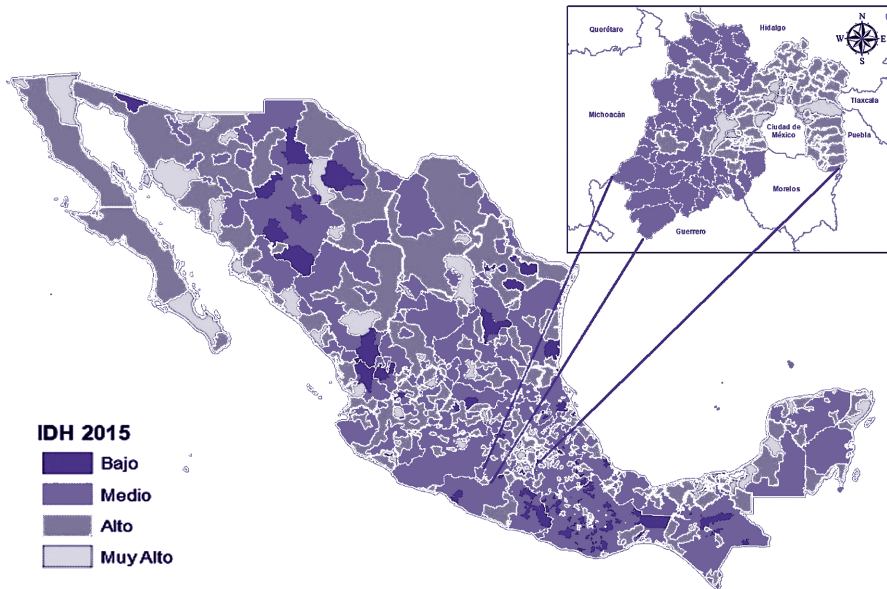 Querétaro
Hidalgo
N
W
E
S
Michoacán
Tlaxcala
Ciudad de
México
Puebla
Morelos
Guerrero
IDH 2015
Bajo
Medio
Alto
Muy Alto